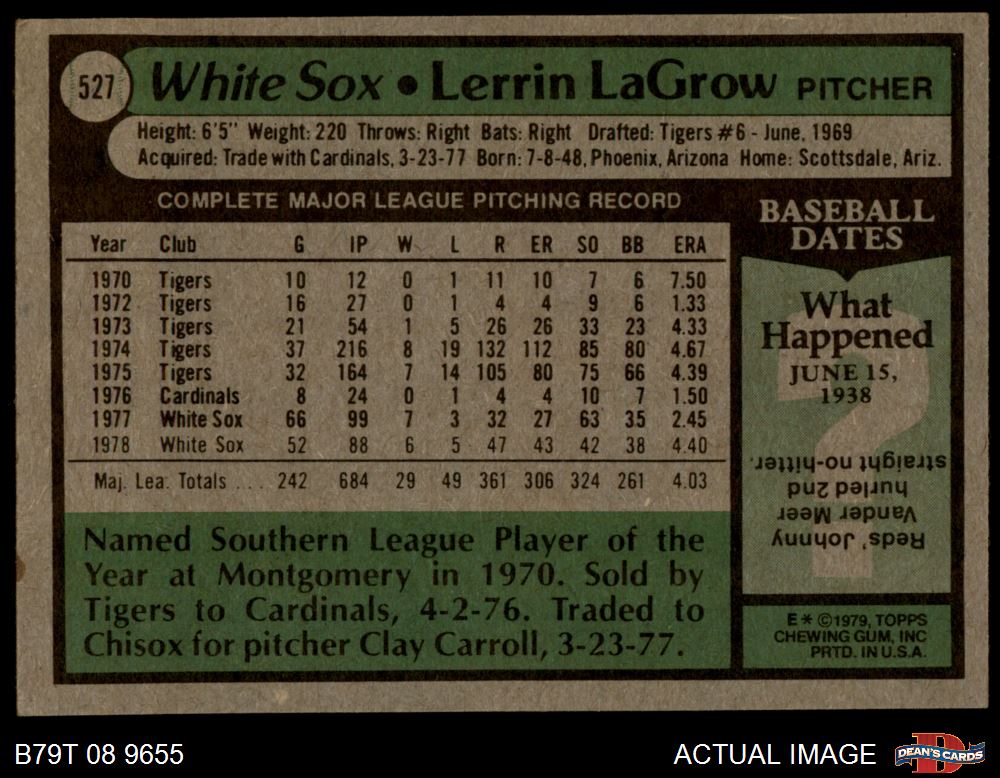 527 White Sox • Lerrin LaGrow PITCHER
Height: 6'5" Weight: 220 Throws: Right Bats: Right Drafted: Tigers #6 - June, 1969
Acquired: Trade with Cardinals, 3-23-77 Born: 7-8-48, Phoenix, Arizona Home: Scottsdale, Ariz.
COMPLETE MAJOR LEAGUE PITCHING RECORD
Year Club G IP W L R ER SO BB ERA
1970 Tigers 10 12 0 1 11 10 7 6 7.50
1972 Tigers 16 27 0 1 4 4 9 6 1.33
1973 Tigers 21 54 1 5 26 26 33 23 4.33
1974 Tigers 37 216 8 19 132 112 85 80 4.67
1975 Tigers 32 164 7 14 105 80 75 66 4.39
1976 Cardinals 8 24 0 1 4 4 10 7 1.50
1977 White Sox 66 99 7 3 32 27 63 35 2.45
1978 White Sox 52 88 6 5 47 43 42 38 4.40
Maj. Lea. Totals ... 242 684 29 49 361 306 324 261 4.03
Named Southern League Player of the
Year at Montgomery in 1970. Sold by
Tigers to Cardinals, 4-2-76. Traded to
Chisox for pitcher Clay Carroll, 3-23-77.
BASEBALL
DATES
What
Happened
JUNE 15,
1938
?
Reds' Johnny
Vander Meer
hurled 2nd
straight no-hitter.
E* ©1979, TOPPS
CHEWING GUM, INC
PRTD. IN U.S.A.
B79T 08 9655
ACTUAL IMAGE
D
DEAN'S CARDS